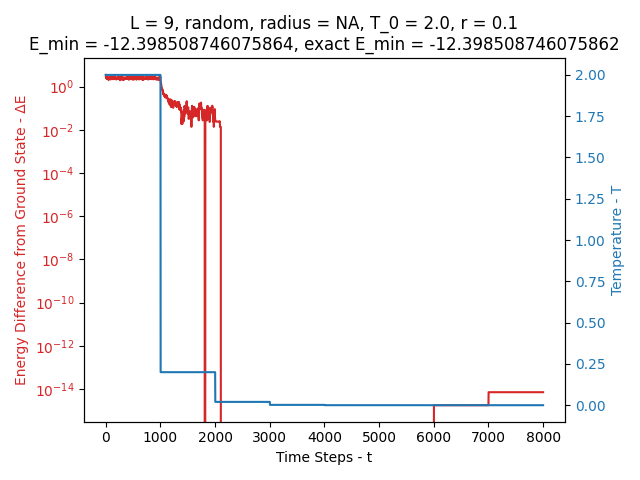 L = 9, random, radius = NA, T_0 = 2.0, r = 0.1
E_min = -12.398508746075864, exact E_min = -12.398508746075862
Energy Difference from Ground State - ΔE
10⁰
10⁻²
10⁻⁴
10⁻⁶
10⁻⁸
10⁻¹⁰
10⁻¹²
10⁻¹⁴
2.00
1.75
1.50
1.25
1.00
0.75
0.50
0.25
0.00
Temperature - T
0 1000 2000 3000 4000 5000 6000 7000 8000
Time Steps - t